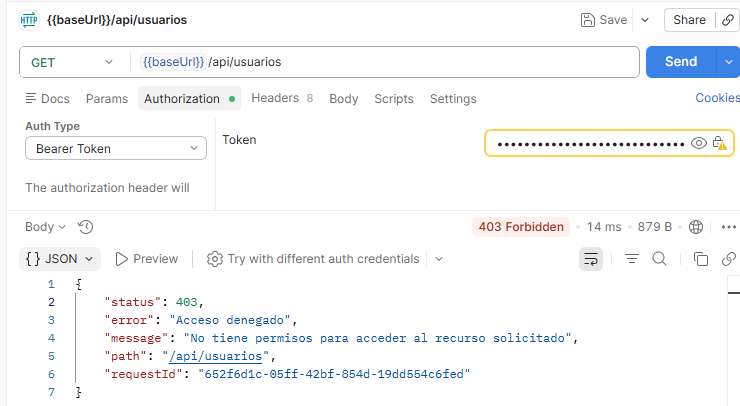 HTTP {{baseUrl}}/api/usuarios Save Share
GET {{baseUrl}} /api/usuarios Send
Docs Params Authorization Headers 8 Body Scripts Settings Cookies
Auth Type
Bearer Token
Token
The authorization header will
Body 403 Forbidden 14 ms 879 B
{} JSON Preview Try with different auth credentials
1 {
2 "status": 403,
3 "error": "Acceso denegado",
4 "message": "No tiene permisos para acceder al recurso solicitado",
5 "path": "/api/usuarios",
6 "requestId": "652f6d1c-05ff-42bf-854d-19dd554c6fed"
7 }